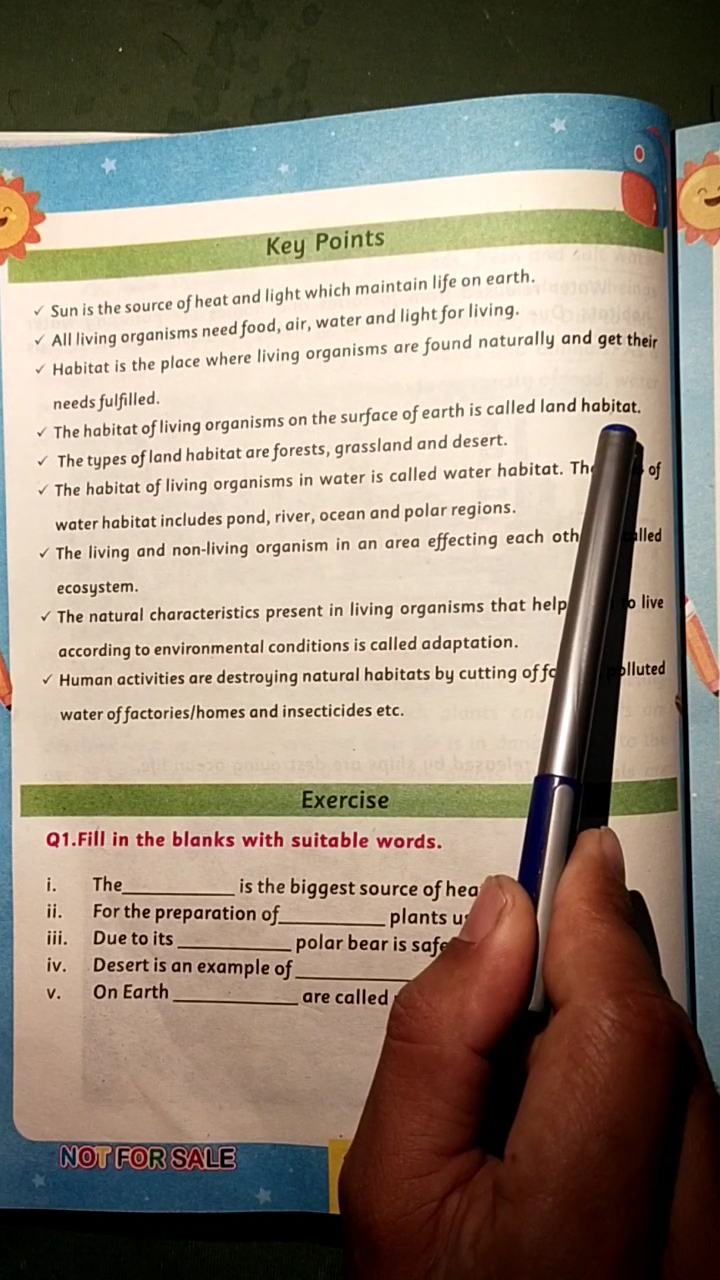 Key Points
✓ Sun is the source of heat and light which maintain life on earth.
✓ All living organisms need food, air, water and light for living.
✓ Habitat is the place where living organisms are found naturally and get their
needs fulfilled.
✓ The habitat of living organisms on the surface of earth is called land habitat.
✓ The types of land habitat are forests, grassland and desert.
✓ The habitat of living organisms in water is called water habitat. of
water habitat includes pond, river, ocean and polar regions.
✓ The living and non-living organism in an area effecting each
ecosystem.
✓ The natural characteristics present in living organisms that help live
according to environmental conditions is called adaptation.
✓ Human activities are destroying natural habitats by cutting of
water of factories/homes and insecticides etc.
Exercise
Q1.Fill in the blanks with suitable words.
i. The__________ is the biggest source of
ii. For the preparation of__________ plants
iii. Due to its __________ polar bear is
iv. Desert is an example of __________
v. On Earth __________ are called
NOT FOR SALE